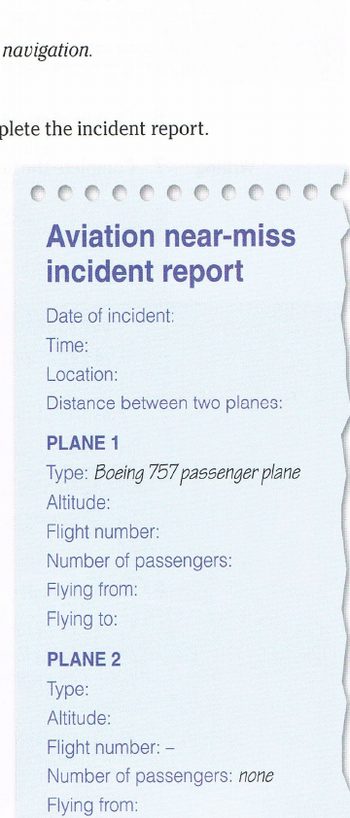 navigation.
plete the incident report.
Aviation near-miss
incident report
Date of incident:
Time:
Location:
Distance between two planes:
PLANE 1
Type: Boeing 757 passenger plane
Altitude:
Flight number:
Number of passengers:
Flying from:
Flying to:
PLANE 2
Type:
Altitude:
Flight number: –
Number of passengers: none
Flying from: